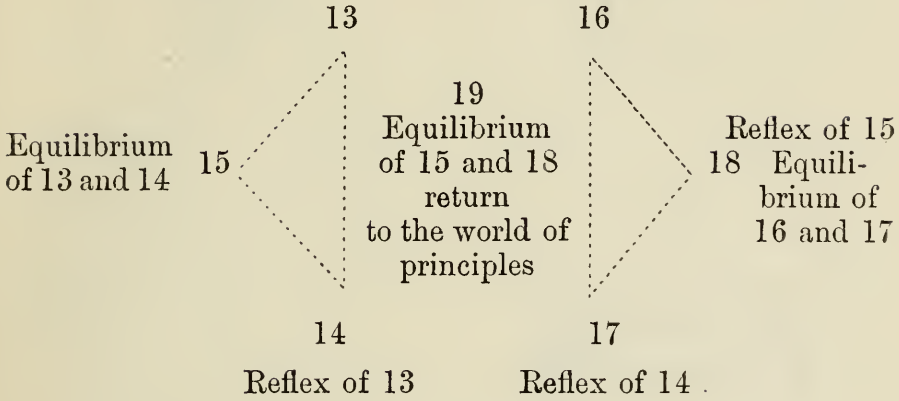 13
16
19
Equilibrium
of 15 and 18
return
to the world of
principles
Equilibrium
of 13 and 14
15
Reflex of 15
18 Equili-
brium of
16 and 17
14
Reflex of 13
17
Reflex of 14 .